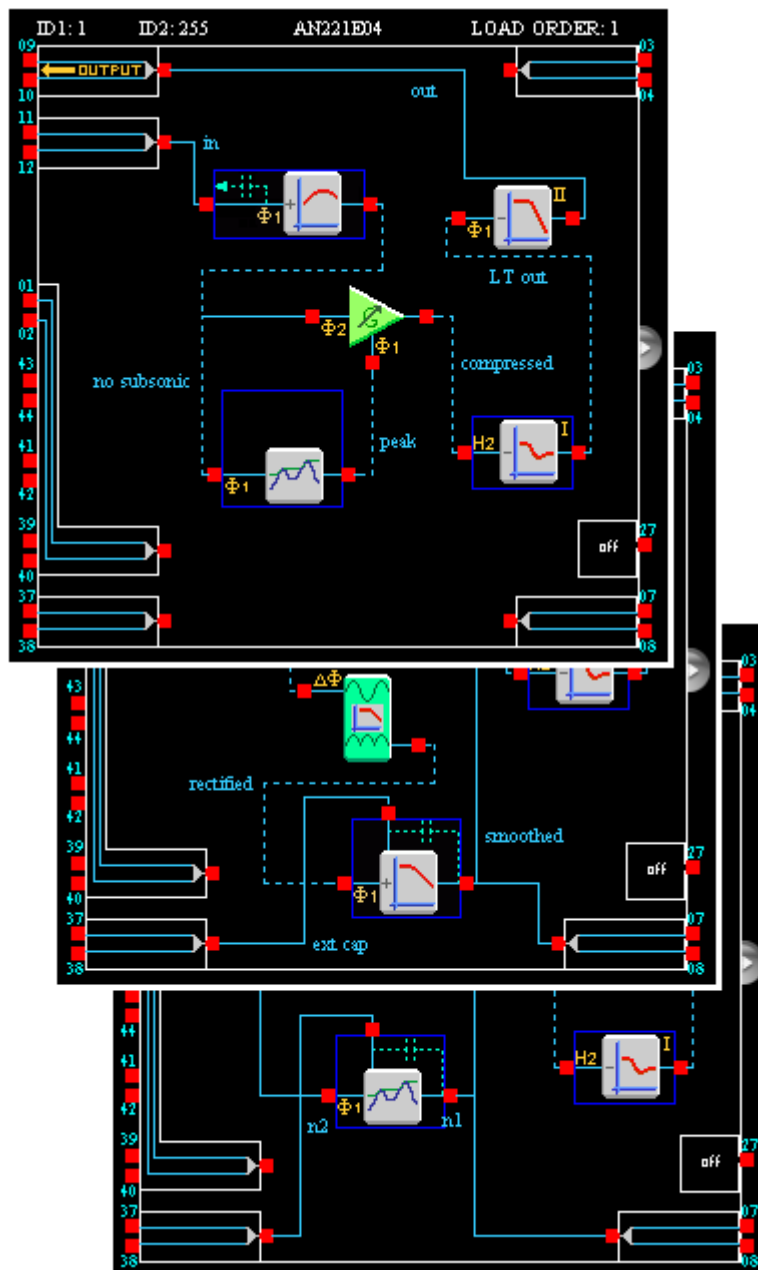 ID1: 1 ID2: 255 AN221E04 LOAD ORDER: 1
09 03
OUTPUT
10 out 04
11
in
12
Φ1 + Φ1 - II
LT out
01
Φ2 G Φ1
02
43 no subsonic compressed 03
44 peak H2 - I 04
41 Φ1
42
39 27
off
40
37 07
38 08
03
43 ΔΦ H2
04
44
41 rectified
42 smoothed
39 27
Φ1 + off
40
37 07
ext cap
38 08
44
41 H2 - I
42 Φ1 n2 n1
39 27
off
40
37 07
38 08